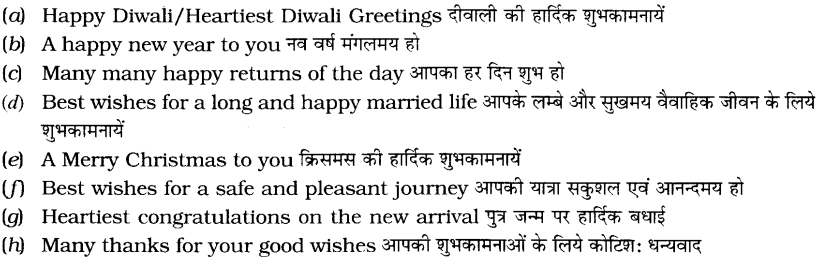 (a) Happy Diwali/Heartiest Diwali Greetings दीवाली की हार्दिक शुभकामनायें
(b) A happy new year to you नव वर्ष मंगलमय हो
(c) Many many happy returns of the day आपका हर दिन शुभ हो
(d) Best wishes for a long and happy married life आपके लम्बे और सुखमय वैवाहिक जीवन के लिये
शुभकामनायें
(e) A Merry Christmas to you क्रिसमस की हार्दिक शुभकामनायें
(f) Best wishes for a safe and pleasant journey आपकी यात्रा सकुशल एवं आनन्दमय हो
(g) Heartiest congratulations on the new arrival पुत्र जन्म पर हार्दिक बधाई
(h) Many thanks for your good wishes आपकी शुभकामनाओं के लिये कोटिश: धन्यवाद